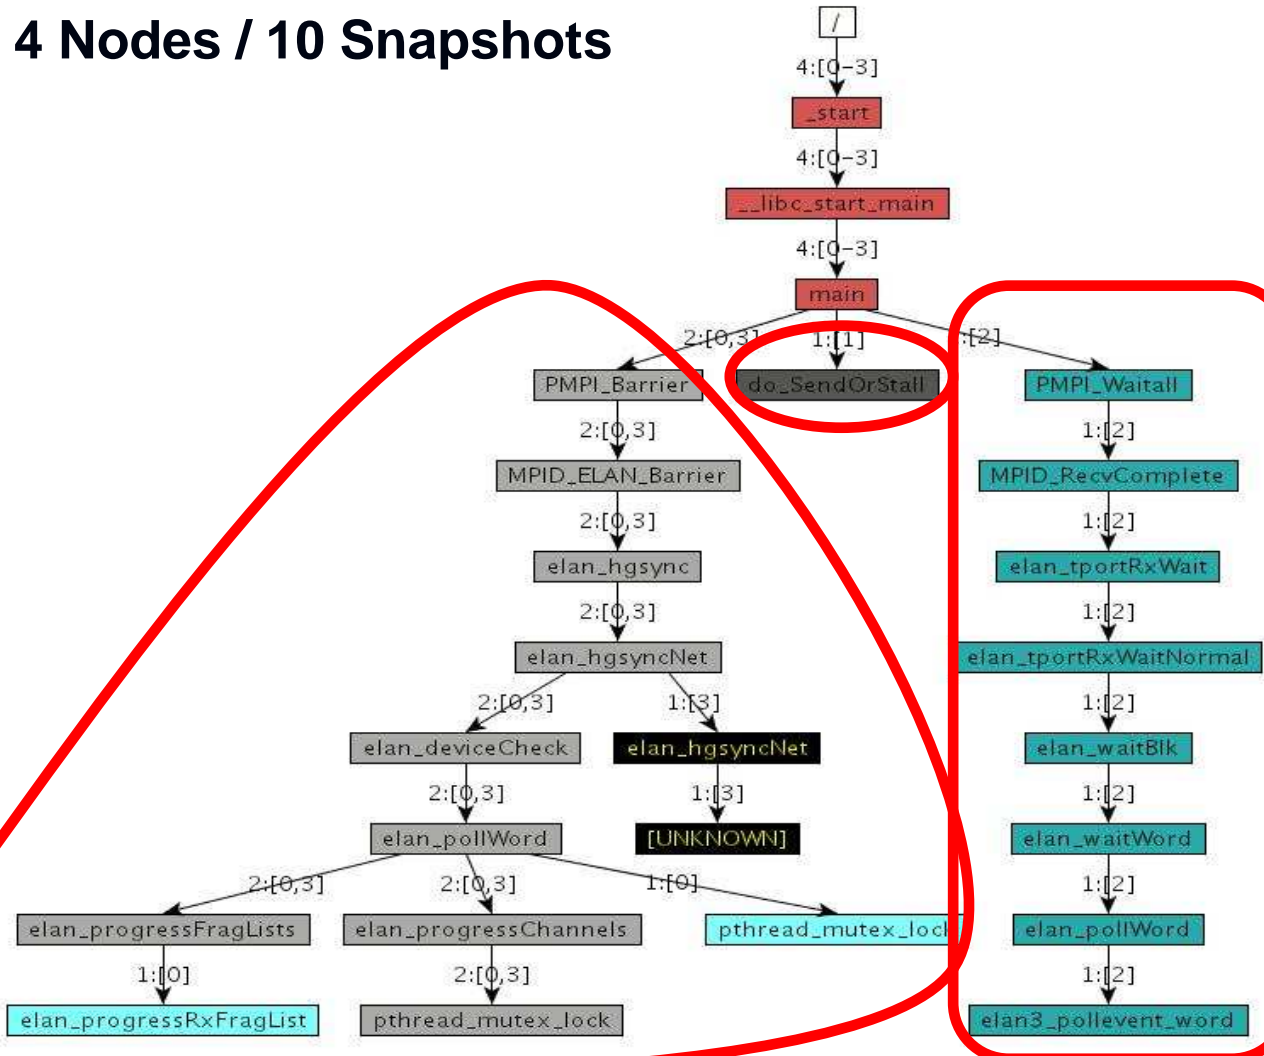 4 Nodes / 10 Snapshots
/
4:[0-3]
_start
4:[0-3]
__libc_start_main
4:[0-3]
main
2:[0,3] 1:[1] :[2]
PMPI_Barrier do_SendOrStall PMPI_Waitall
2:[0,3] 1:[2]
MPID_ELAN_Barrier MPID_RecvComplete
2:[0,3] 1:[2]
elan_hgsync elan_tportRxWait
2:[0,3] 1:[2]
elan_hgsyncNet elan_tportRxWaitNormal
2:[0,3] 1:[3] 1:[2]
elan_deviceCheck elan_hgsyncNet elan_waitBlk
2:[0,3] 1:[3] 1:[2]
elan_pollWord [UNKNOWN] elan_waitWord
2:[0,3] 2:[0,3] 1:[0] 1:[2]
elan_progressFragLists elan_progressChannels pthread_mutex_lock elan_pollWord
1:[0] 2:[0,3] 1:[2]
elan_progressRxFragList pthread_mutex_lock elan3_pollevent_word